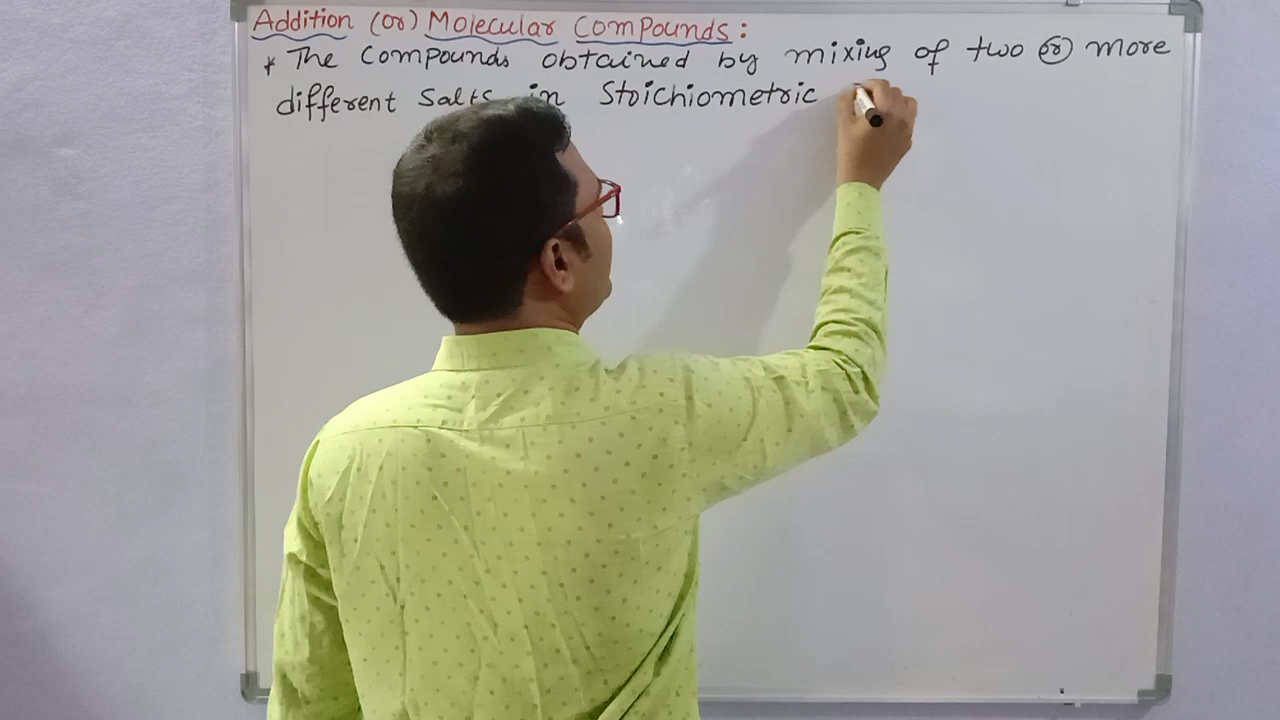 Addition (or) Molecular Compounds:
* The Compounds obtained by mixing of two or more
different Salts in Stoichiometric